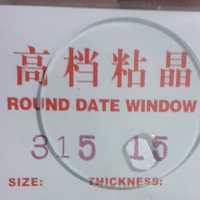 高档粘晶
ROUND DATE WINDOW
315 15
SIZE: THICKNESS: